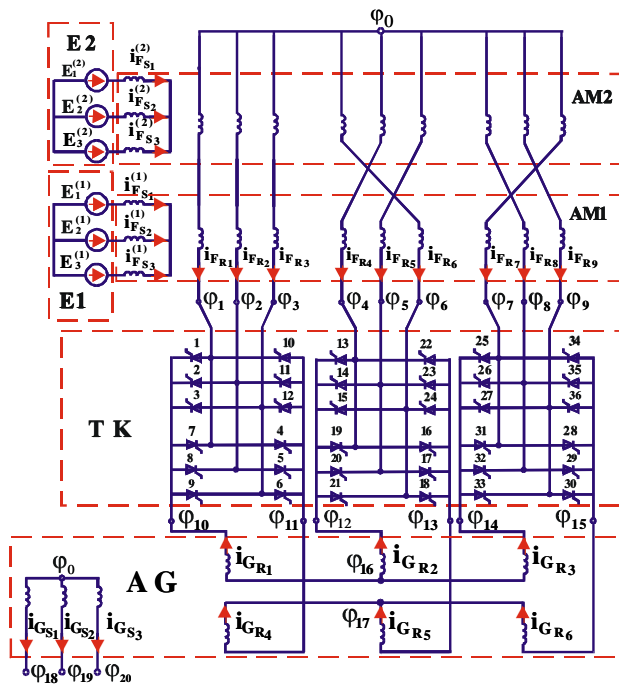 φ0
E 2
E1(2)
E2(2)
E3(2)
iFS1(2)
iFS2(2)
iFS3(2)
AM2
E1(1)
E2(1)
E3(1)
E1
iFS1(1)
iFS2(1)
iFS3(1)
AM1
iFR1 iFR2 iFR3 iFR4 iFR5 iFR6 iFR7 iFR8 iFR9
φ1 φ2 φ3 φ4 φ5 φ6 φ7 φ8 φ9
T K
1 10 13 22 25 34
2 11 14 23 26 35
3 12 15 24 27 36
7 4 19 16 31 28
8 5 20 17 32 29
9 6 21 18 33 30
φ10 φ11 φ12 φ13 φ14 φ15
A G
iGR1 φ16 iGR2 iGR3
iGR4 φ17 iGR5 iGR6
φ0
iGS1 iGS2 iGS3
φ18 φ19 φ20